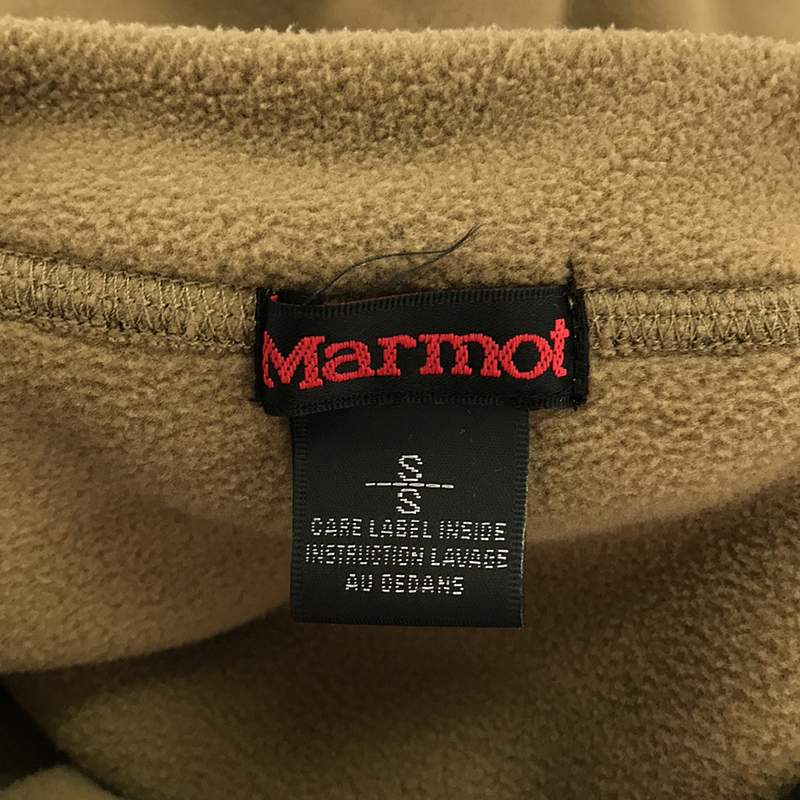 Marmot
S
S
CARE LABEL INSIDE
INSTRUCTION LAVAGE
AU DEDANS